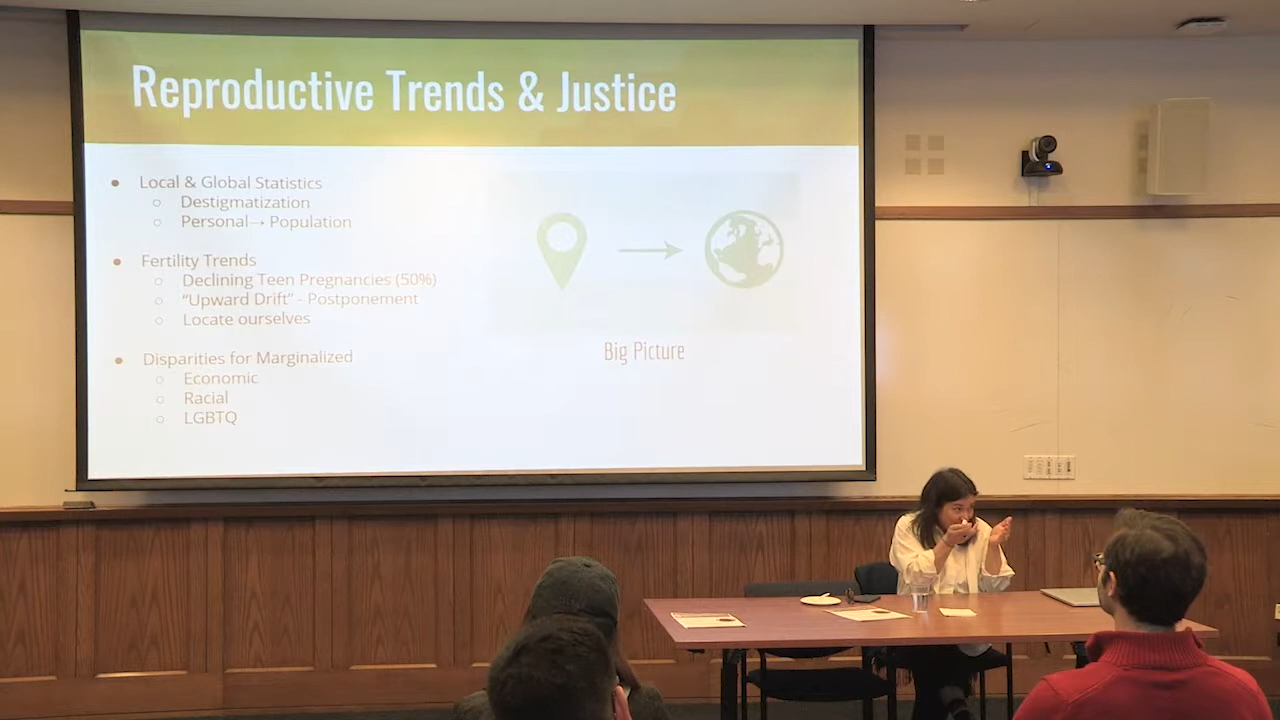 Reproductive Trends & Justice
● Local & Global Statistics
○ Destigmatization
○ Personal→ Population
● Fertility Trends
○ Declining Teen Pregnancies (50%)
○ “Upward Drift” - Postponement
○ Locate ourselves
● Disparities for Marginalized
○ Economic
○ Racial
○ LGBTQ
Big Picture